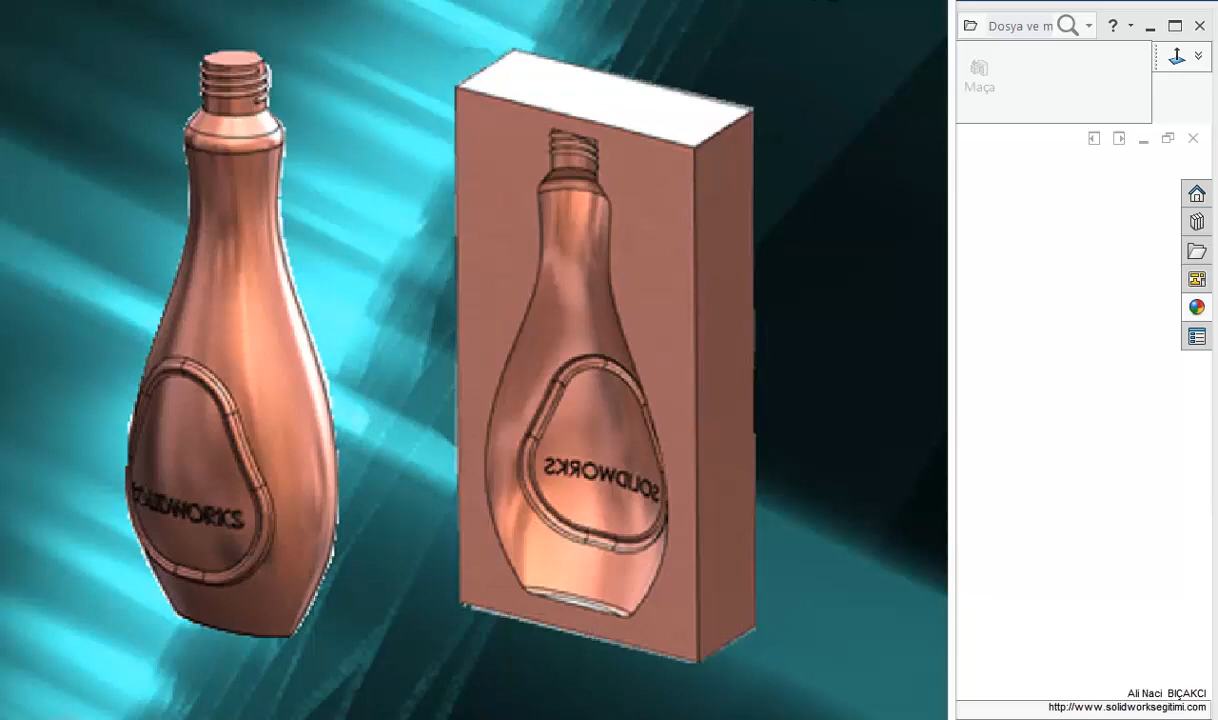 Dosya ve m
?
Maça
SOLIDWORKS
SOLIDWORKS
Ali Naci BIÇAKCI
http://www.solidworksegitimi.com